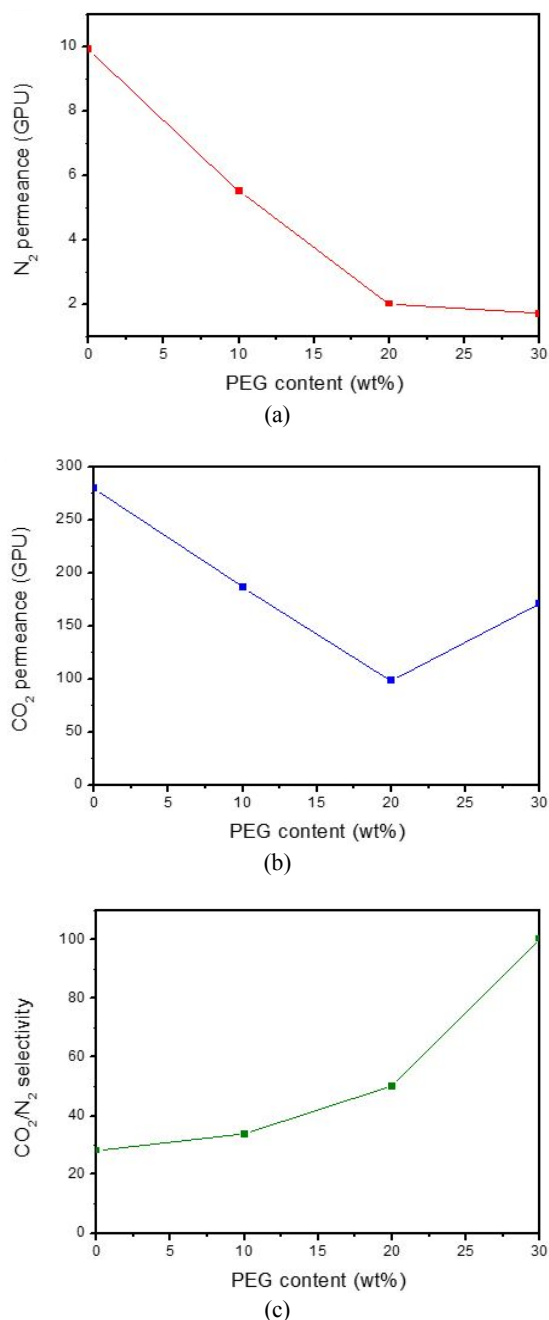 10
8
6
4
2
N₂ permeance (GPU)
0 5 10 15 20 25 30
PEG content (wt%)
(a)
300
250
200
150
100
50
0
CO₂ permeance (GPU)
0 5 10 15 20 25 30
PEG content (wt%)
(b)
100
80
60
40
20
0
CO₂/N₂ selectivity
0 5 10 15 20 25 30
PEG content (wt%)
(c)